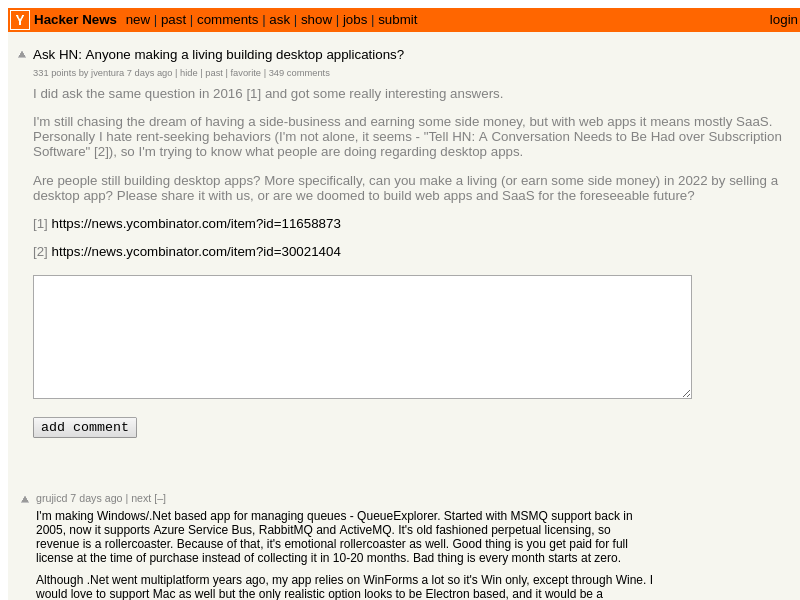 Y Hacker News new | past | comments | ask | show | jobs | submit login
Ask HN: Anyone making a living building desktop applications?
331 points by jventura 7 days ago | hide | past | favorite | 349 comments
I did ask the same question in 2016 [1] and got some really interesting answers.
I'm still chasing the dream of having a side-business and earning some side money, but with web apps it means mostly SaaS.
Personally I hate rent-seeking behaviors (I'm not alone, it seems - "Tell HN: A Conversation Needs to Be Had over Subscription
Software" [2]), so I'm trying to know what people are doing regarding desktop apps.
Are people still building desktop apps? More specifically, can you make a living (or earn some side money) in 2022 by selling a
desktop app? Please share it with us, or are we doomed to build web apps and SaaS for the foreseeable future?
[1] https://news.ycombinator.com/item?id=11658873
[2] https://news.ycombinator.com/item?id=30021404
add comment
grujicd 7 days ago | next [–]
I'm making Windows/.Net based app for managing queues - QueueExplorer. Started with MSMQ support back in
2005, now it supports Azure Service Bus, RabbitMQ and ActiveMQ. It's old fashioned perpetual licensing, so
revenue is a rollercoaster. Because of that, it's emotional rollercoaster as well. Good thing is you get paid for full
license at the time of purchase instead of collecting it in 10-20 months. Bad thing is every month starts at zero.
Although .Net went multiplatform years ago, my app relies on WinForms a lot so it's Win only, except through Wine. I
would love to support Mac as well but the only realistic option looks to be Electron based, and it would be a